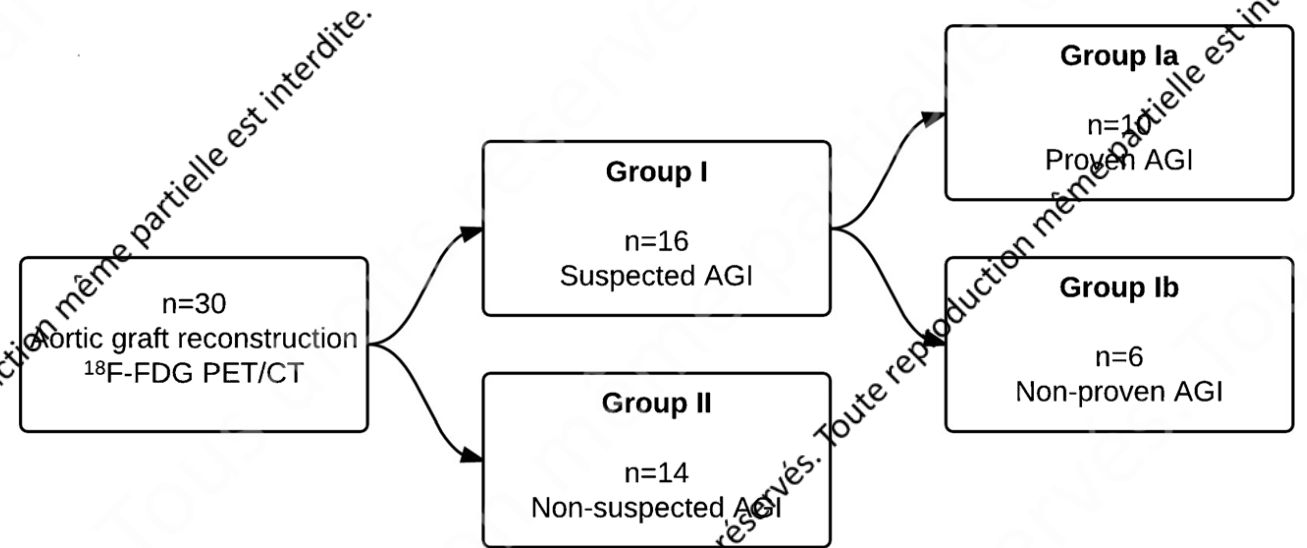 n=30
Aortic graft reconstruction
18F-FDG PET/CT
Group I
n=16
Suspected AGI
Group II
n=14
Non-suspected AGI
Group Ia
n=10
Proven AGI
Group Ib
n=6
Non-proven AGI
ction même partielle est interdite.
réservés. Toute reproduction même partielle est int